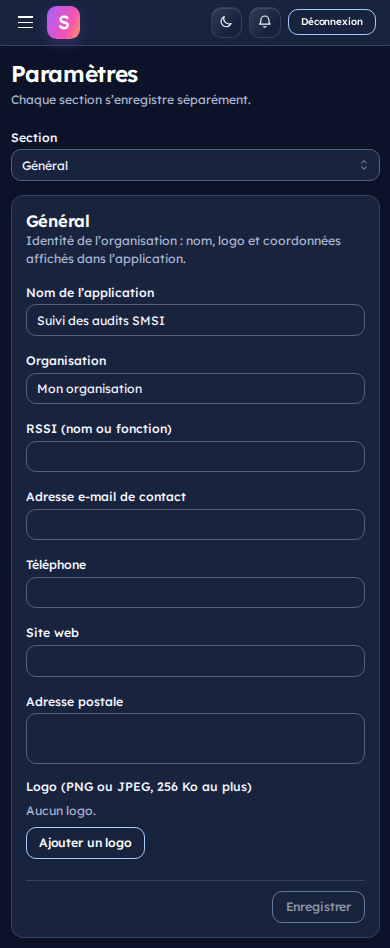 S
Déconnexion
Paramètres
Chaque section s’enregistre séparément.
Section
Général
Général
Identité de l’organisation : nom, logo et coordonnées
affichés dans l’application.
Nom de l’application
Suivi des audits SMSI
Organisation
Mon organisation
RSSI (nom ou fonction)
Adresse e-mail de contact
Téléphone
Site web
Adresse postale
Logo (PNG ou JPEG, 256 Ko au plus)
Aucun logo.
Ajouter un logo
Enregistrer